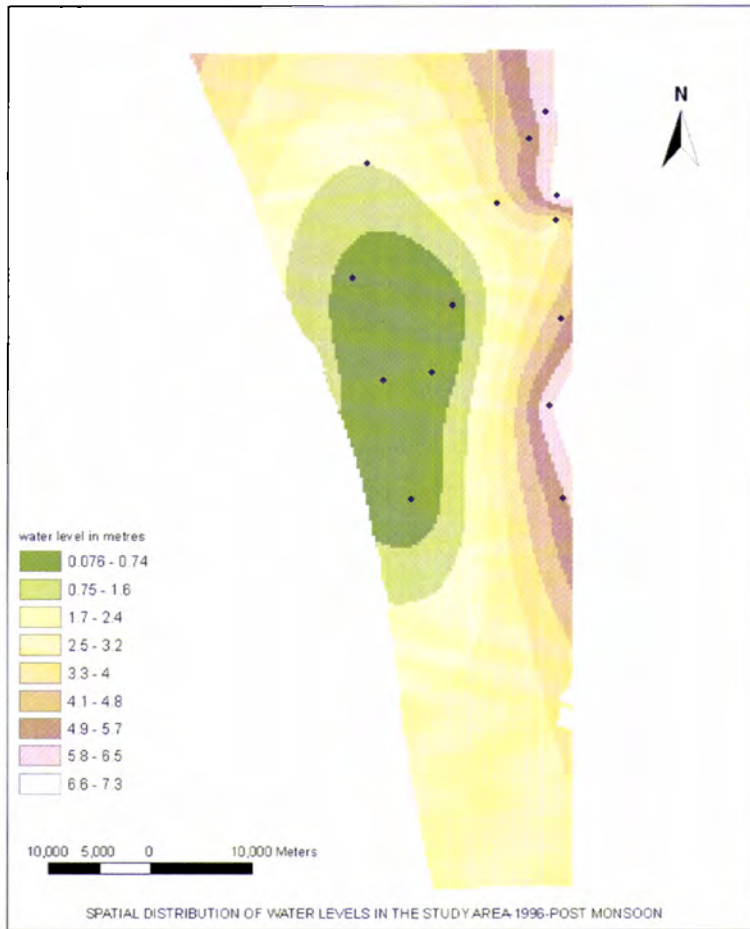 N
water level in metres
0.076 - 0.74
0.75 - 1.6
1.7 - 2.4
2.5 - 3.2
3.3 - 4
4.1 - 4.8
4.9 - 5.7
5.8 - 6.5
6.6 - 7.3
10,000 5,000 0 10,000 Meters
SPATIAL DISTRIBUTION OF WATER LEVELS IN THE STUDY AREA-1996-POST MONSOON